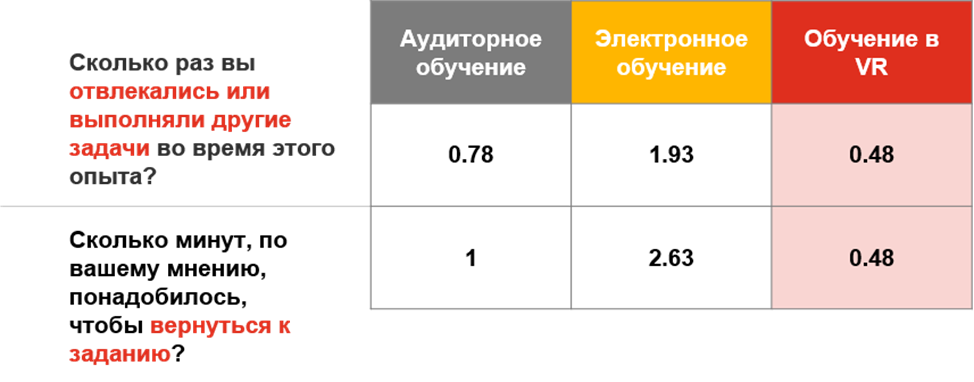 Аудиторное
обучение
Электронное
обучение
Обучение в
VR
Сколько раз вы
отвлекались или
выполняли другие
задачи во время этого
опыта?
0.78
1.93
0.48
Сколько минут, по
вашему мнению,
понадобилось,
чтобы вернуться к
заданию?
1
2.63
0.48